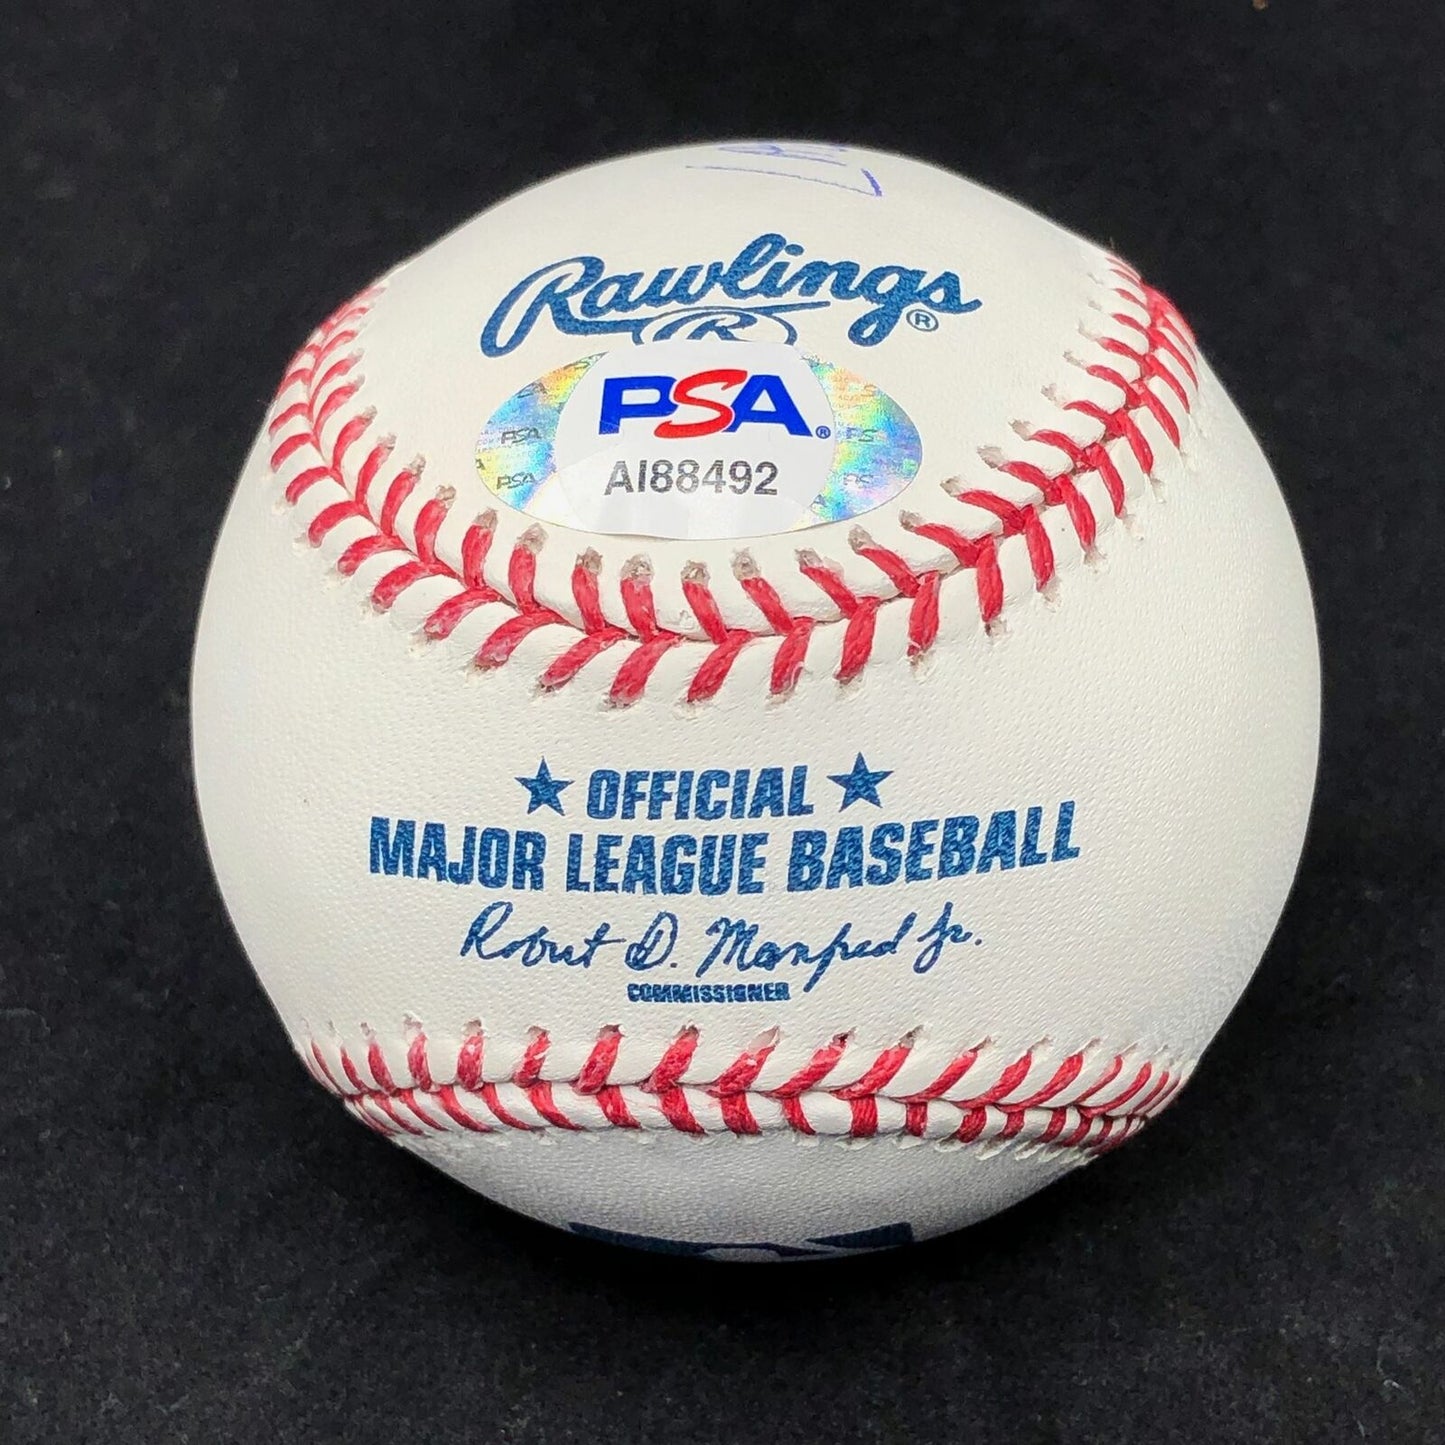 Rawlings®
R
PSA®
AI88492
★ OFFICIAL ★
MAJOR LEAGUE BASEBALL
Robert D. Manfred Jr.
COMMISSIONER